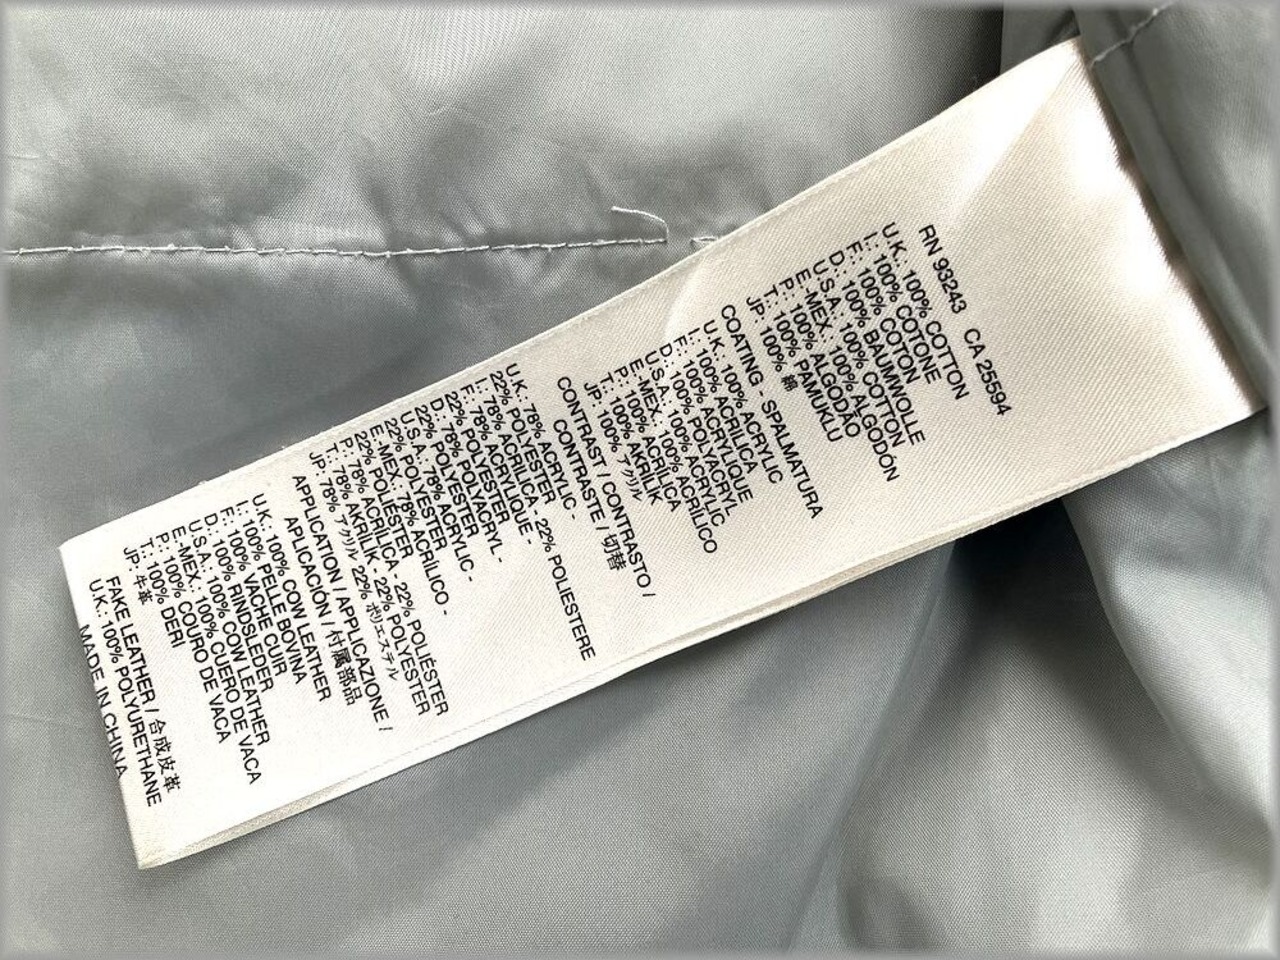 RN 93243 CA 25594
U.K.: 100% COTTON
I.: 100% COTONE
F.: 100% COTON
D.: 100% BAUMWOLLE
U.S.A.: 100% COTTON
E.-MEX.: 100% ALGODÓN
P.: 100% ALGODÃO
T.: 100% PAMUKLU
JP: 100% 綿
COATING - SPALMATURA
U.K.: 100% ACRYLIC
I.: 100% ACRILICA
F.: 100% ACRYLIQUE
D.: 100% POLYACRYL
U.S.A.: 100% ACRYLIC
E.-MEX.: 100% ACRÍLICO
P.: 100% ACRÍLICA
T.: 100% AKRILIK
JP: 100% アクリル
CONTRAST / CONTRASTO /
CONTRASTE / 切替
U.K.: 78% ACRYLIC -
22% POLYESTER
I.: 78% ACRILICA - 22% POLIESTERE
F.: 78% ACRYLIQUE -
22% POLYESTER
D.: 78% POLYACRYL -
22% POLYESTER
U.S.A.: 78% ACRYLIC -
22% POLYESTER
E.-MEX.: 78% ACRÍLICO -
22% POLIESTER
P.: 78% ACRÍLICA - 22% POLIÉSTER
T.: 78% AKRILIK - 22% POLYESTER
JP: 78% アクリル 22% ポリエステル
APPLICATION / APPLICAZIONE /
APLICACIÓN / 付属部品
U.K.: 100% COW LEATHER
I.: 100% PELLE BOVINA
F.: 100% VACHE CUIR
D.: 100% RINDSLEDER
U.S.A.: 100% COW LEATHER
E.-MEX.: 100% CUERO DE VACA
P.: 100% COURO DE VACA
T.: 100% DERI
JP: 牛革
FAKE LEATHER / 合成皮革
U.K.: 100% POLYURETHANE
MADE IN CHINA